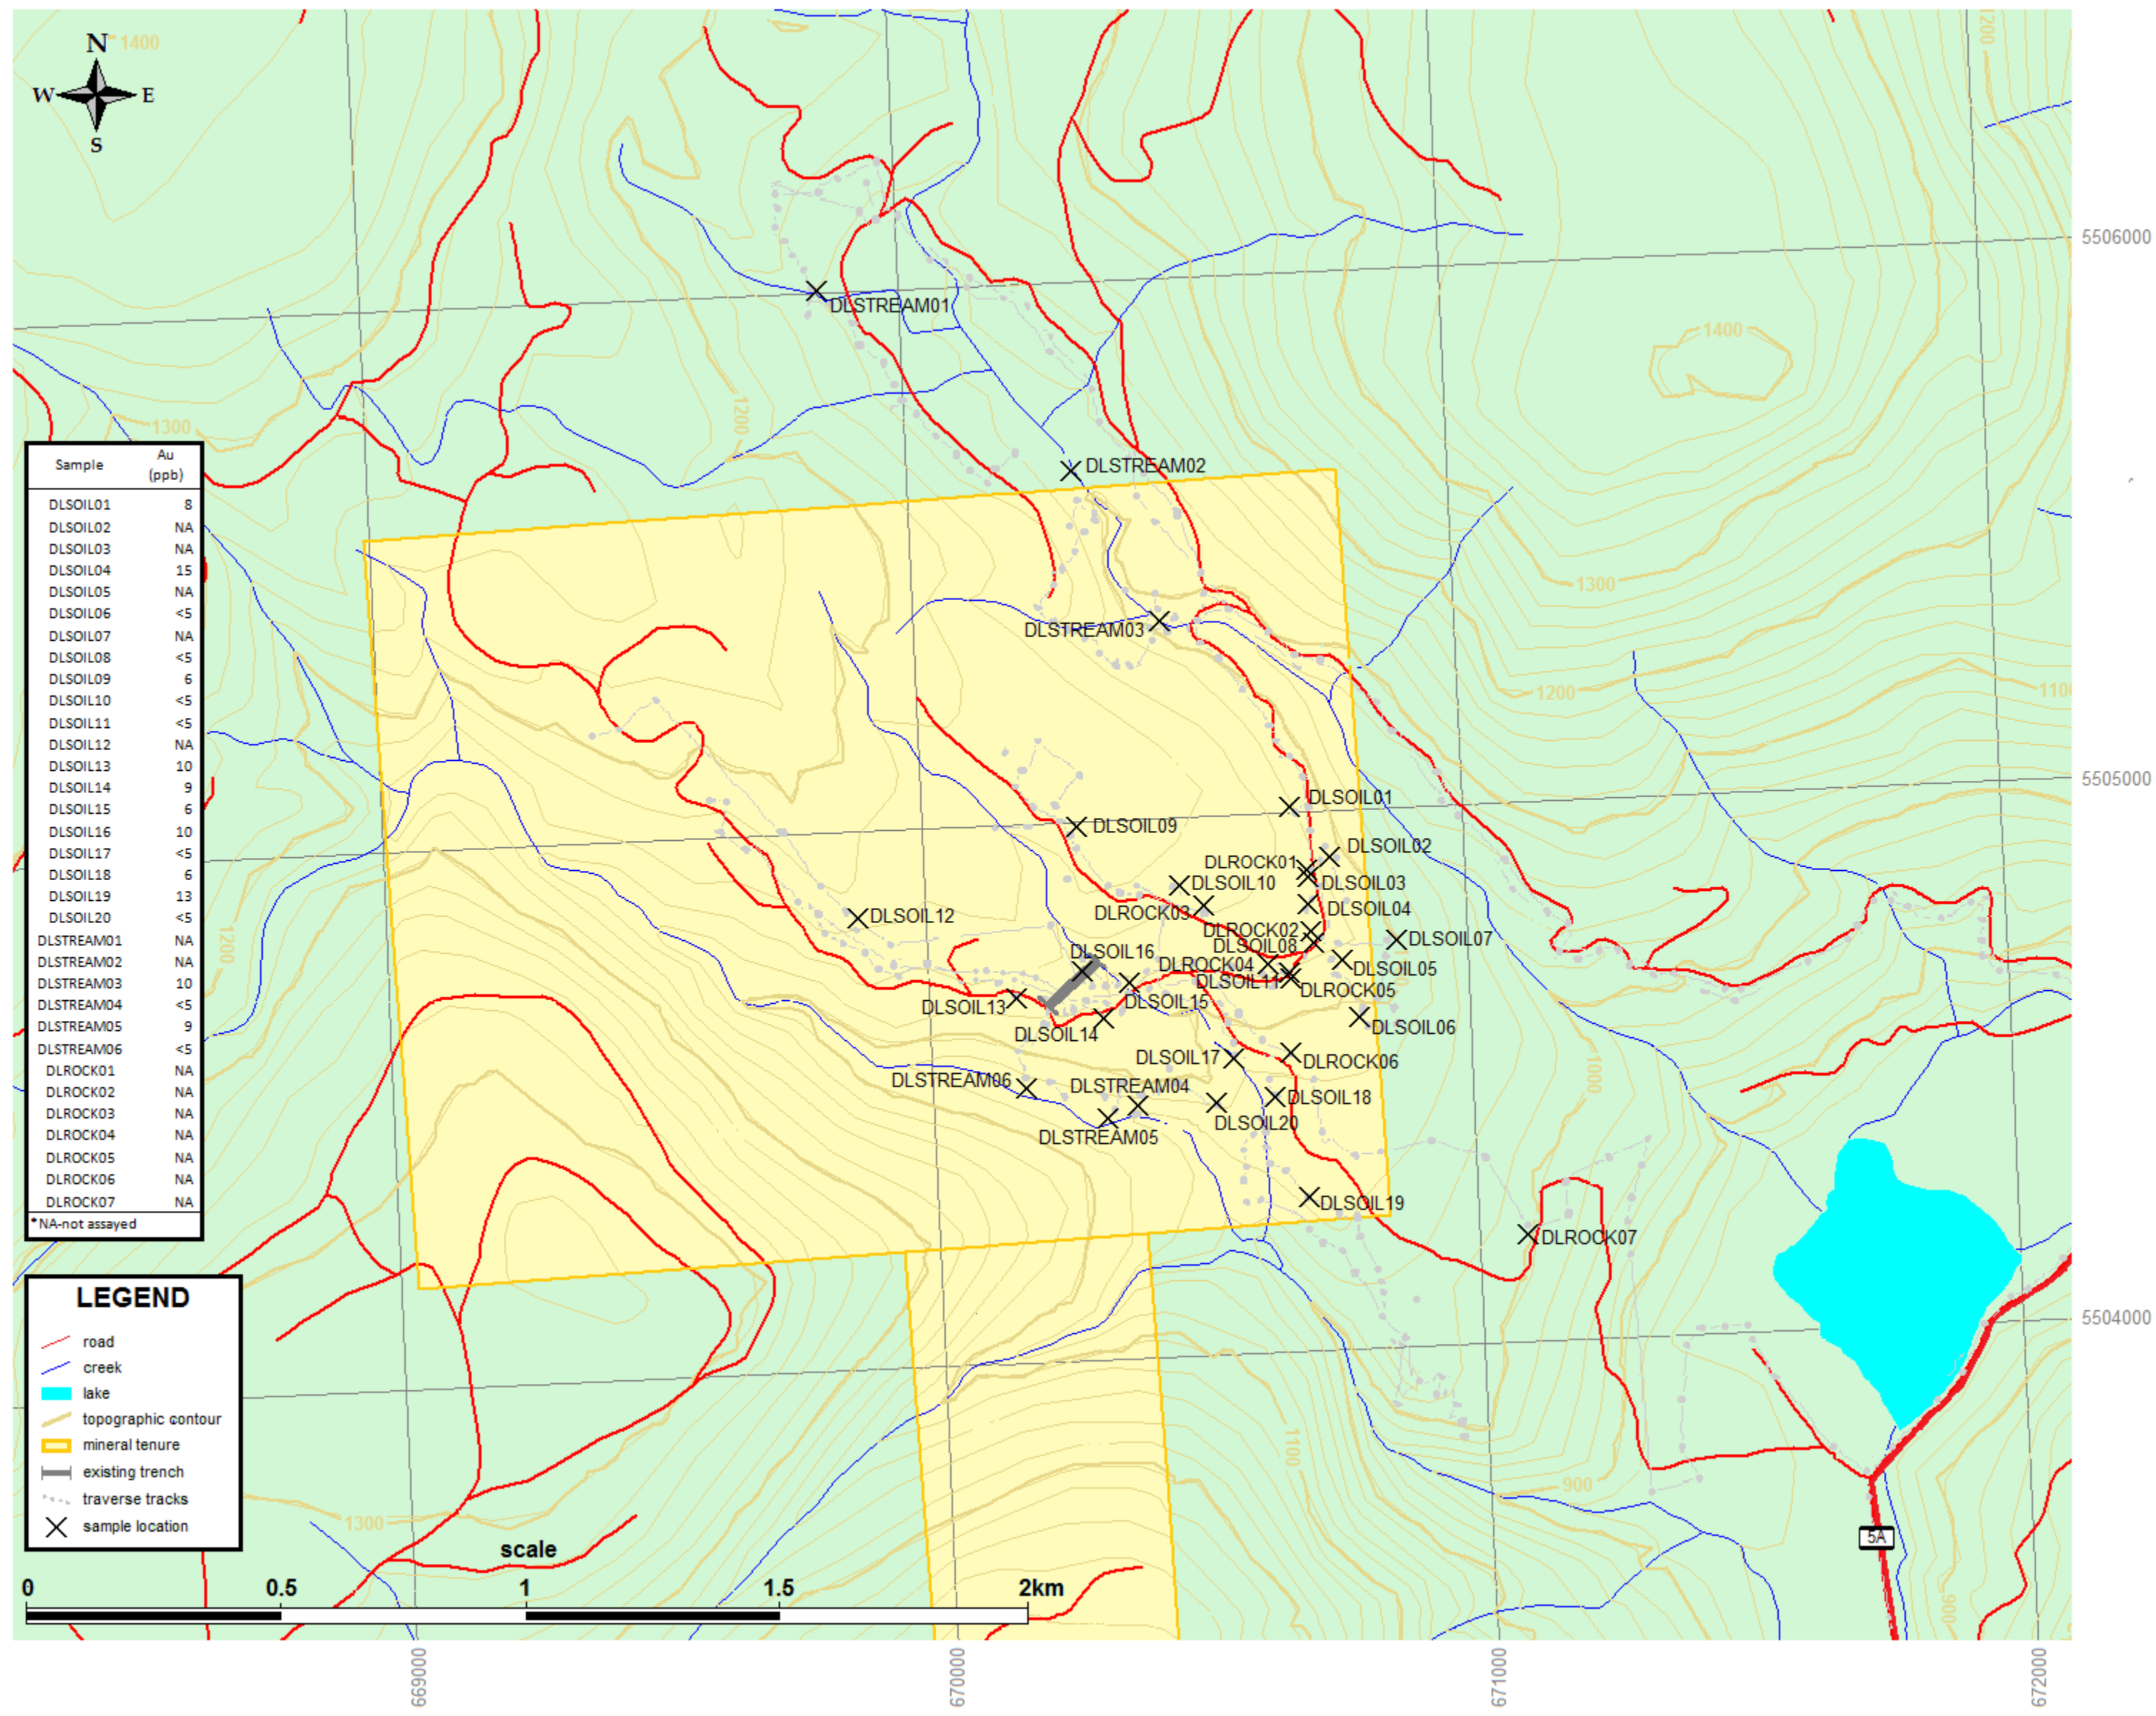 N
W E
S
1400
1200
5506000
1400
DLSTREAM01
1200
1300
DLSTREAM02
Sample Au (ppb)
DLSOIL01 8
DLSOIL02 NA
DLSOIL03 NA
DLSOIL04 15
DLSOIL05 NA
DLSOIL06 <5
DLSOIL07 NA
DLSOIL08 <5
DLSOIL09 6
DLSOIL10 <5
DLSOIL11 <5
DLSOIL12 NA
DLSOIL13 10
DLSOIL14 9
DLSOIL15 6
DLSOIL16 10
DLSOIL17 <5
DLSOIL18 6
DLSOIL19 13
DLSOIL20 <5
DLSTREAM01 NA
DLSTREAM02 NA
DLSTREAM03 10
DLSTREAM04 <5
DLSTREAM05 9
DLSTREAM06 <5
DLROCK01 NA
DLROCK02 NA
DLROCK03 NA
DLROCK04 NA
DLROCK05 NA
DLROCK06 NA
DLROCK07 NA
*NA-not assayed
1300
DLSTREAM03
1200
5505000
DLSOIL01
DLSOIL09
DLSOIL02
DLROCK01
DLSOIL10
DLSOIL03
DLROCK03
DLSOIL04
DLSOIL12
DLROCK02
DLSOIL07
DLSOIL08
1200
DLSOIL16
DLROCK04
DLSOIL05
DLSOIL11
DLROCK05
DLSOIL13
DLSOIL15
DLSOIL06
DLSOIL14
DLSOIL17
DLROCK06
1000
DLSTREAM06
DLSTREAM04
DLSOIL18
DLSOIL20
DLSTREAM05
DLSOIL19
DLROCK07
5504000
LEGEND
road
creek
lake
topographic contour
mineral tenure
existing trench
traverse tracks
sample location
1100
900
1300
5A
900
scale
0 0.5 1 1.5 2km
669000
670000
671000
672000